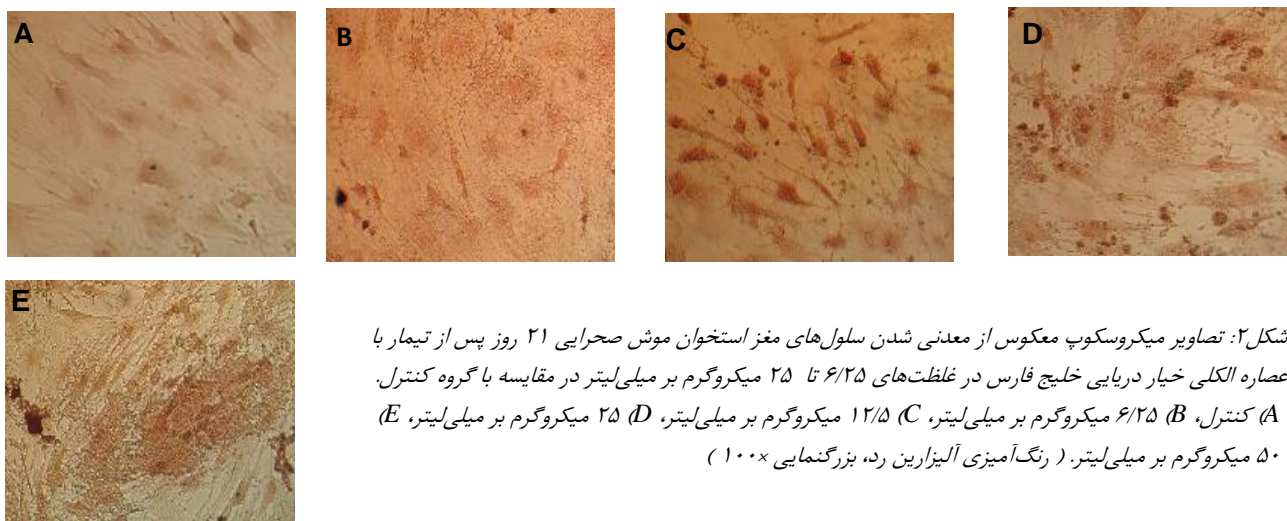 A
B
C
D
E
شکل۲: تصاویر میکروسکوپ معکوس از معدنی شدن سلول‌های مغز استخوان موش صحرایی ۲۱ روز پس از تیمار با
عصاره الکلی خیار دریایی خلیج فارس در غلظت‌های ۶/۲۵ تا ۲۵ میکروگرم بر میلی‌لیتر در مقایسه با گروه کنترل.
A) کنترل، B) ۶/۲۵ میکروگرم بر میلی‌لیتر، C) ۱۲/۵ میکروگرم بر میلی‌لیتر، D) ۲۵ میکروگرم بر میلی‌لیتر، E)
۵۰ میکروگرم بر میلی‌لیتر. ( رنگ‌آمیزی آلیزارین رد، بزرگنمایی ×۱۰۰ )